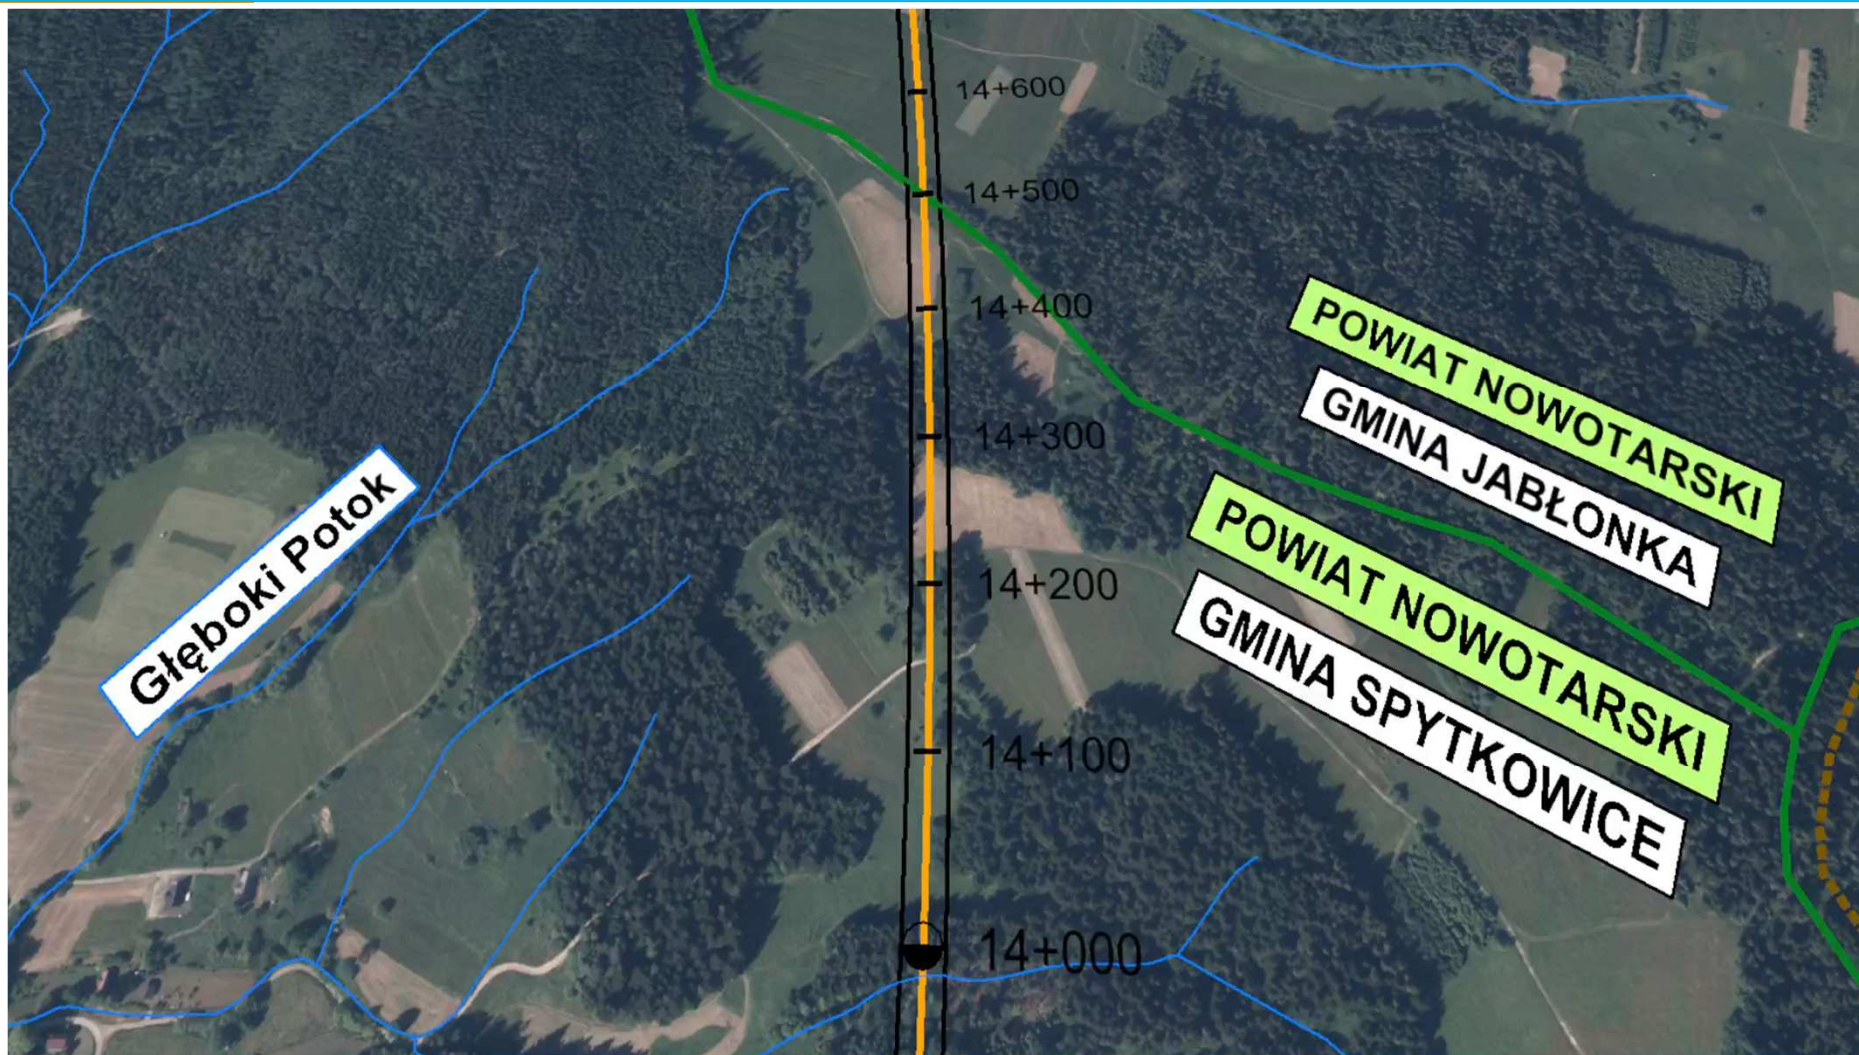 14+600
14+500
14+400
14+300
14+200
14+100
14+000
POWIAT NOWOTARSKI
GMINA JABŁONKA
POWIAT NOWOTARSKI
GMINA SPYTKOWICE
Głęboki Potok